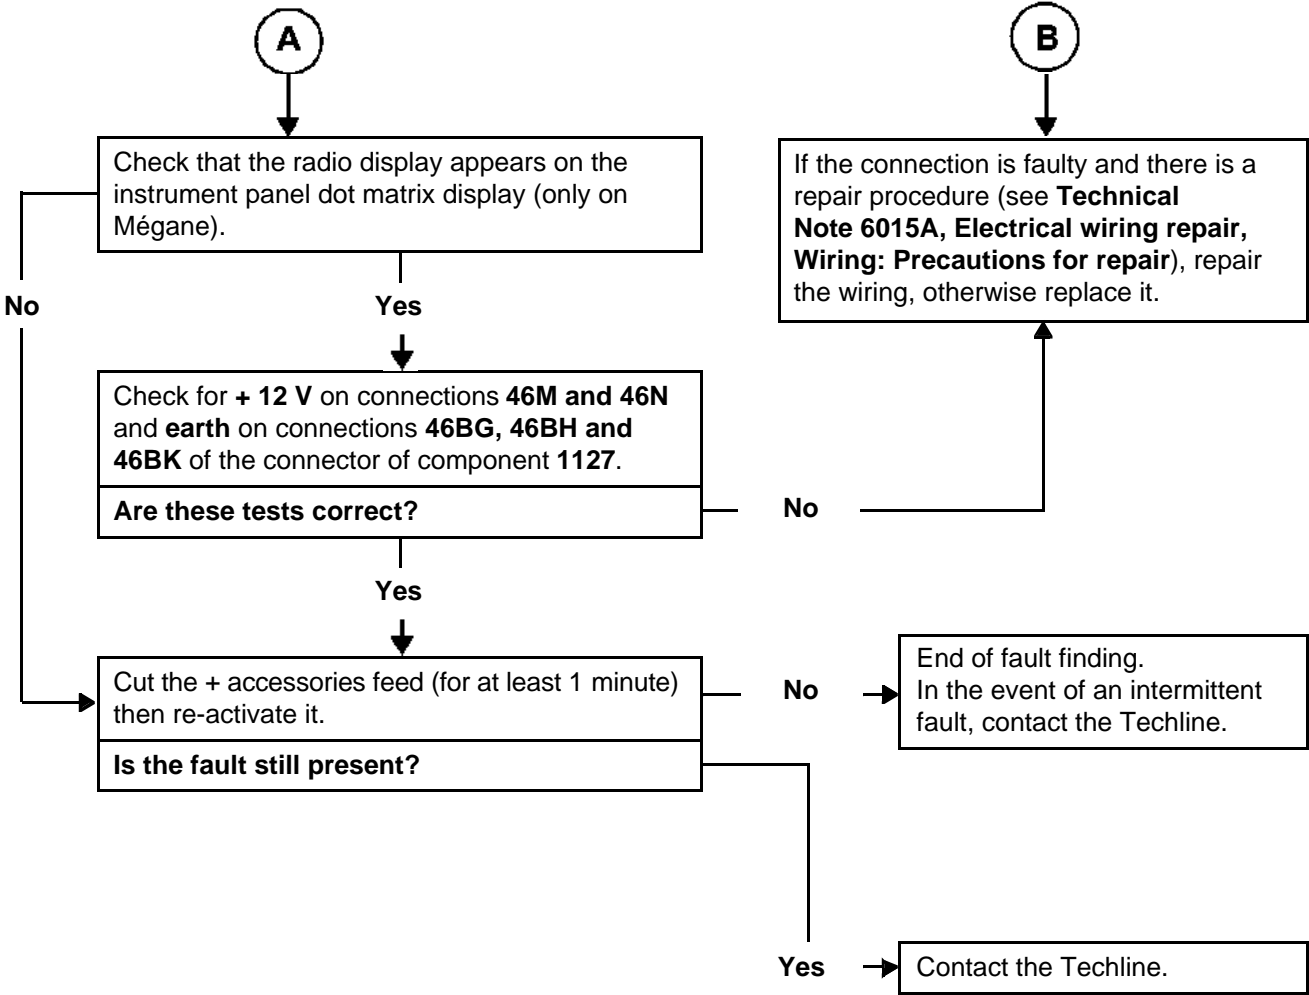 A
B
Check that the radio display appears on the
instrument panel dot matrix display (only on
Mégane).
If the connection is faulty and there is a
repair procedure (see Technical
Note 6015A, Electrical wiring repair,
Wiring: Precautions for repair), repair
the wiring, otherwise replace it.
No
Yes
Check for + 12 V on connections 46M and 46N
and earth on connections 46BG, 46BH and
46BK of the connector of component 1127.
Are these tests correct?
No
Yes
Cut the + accessories feed (for at least 1 minute)
then re-activate it.
Is the fault still present?
No
End of fault finding.
In the event of an intermittent
fault, contact the Techline.
Yes
Contact the Techline.